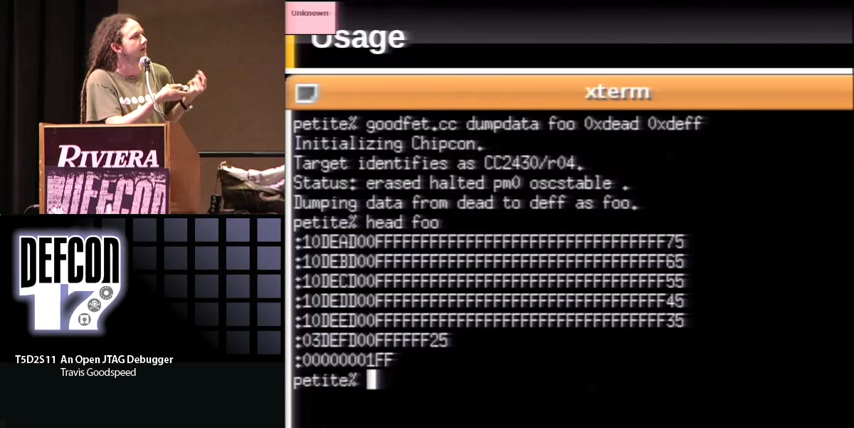 RIVIERA
DEFCON
DEFCON
17
T5D2S11 An Open JTAG Debugger
Travis Goodspeed
Unknown
Usage
xterm
petite% goodfet.cc dumpdata foo 0xdead 0xdeff
Initializing Chipcon.
Target identifies as CC2430/r04.
Status: erased halted pm0 oscstable .
Dumping data from dead to deff as foo.
petite% head foo
:10DEAD00FFFFFFFFFFFFFFFFFFFFFFFFFFFFFFFF75
:10DEBD00FFFFFFFFFFFFFFFFFFFFFFFFFFFFFFFF65
:10DECD00FFFFFFFFFFFFFFFFFFFFFFFFFFFFFFFF55
:10DEDD00FFFFFFFFFFFFFFFFFFFFFFFFFFFFFFFF45
:10DEED00FFFFFFFFFFFFFFFFFFFFFFFFFFFFFFFF35
:03DEFD00FFFFFF25
:00000001FF
petite%